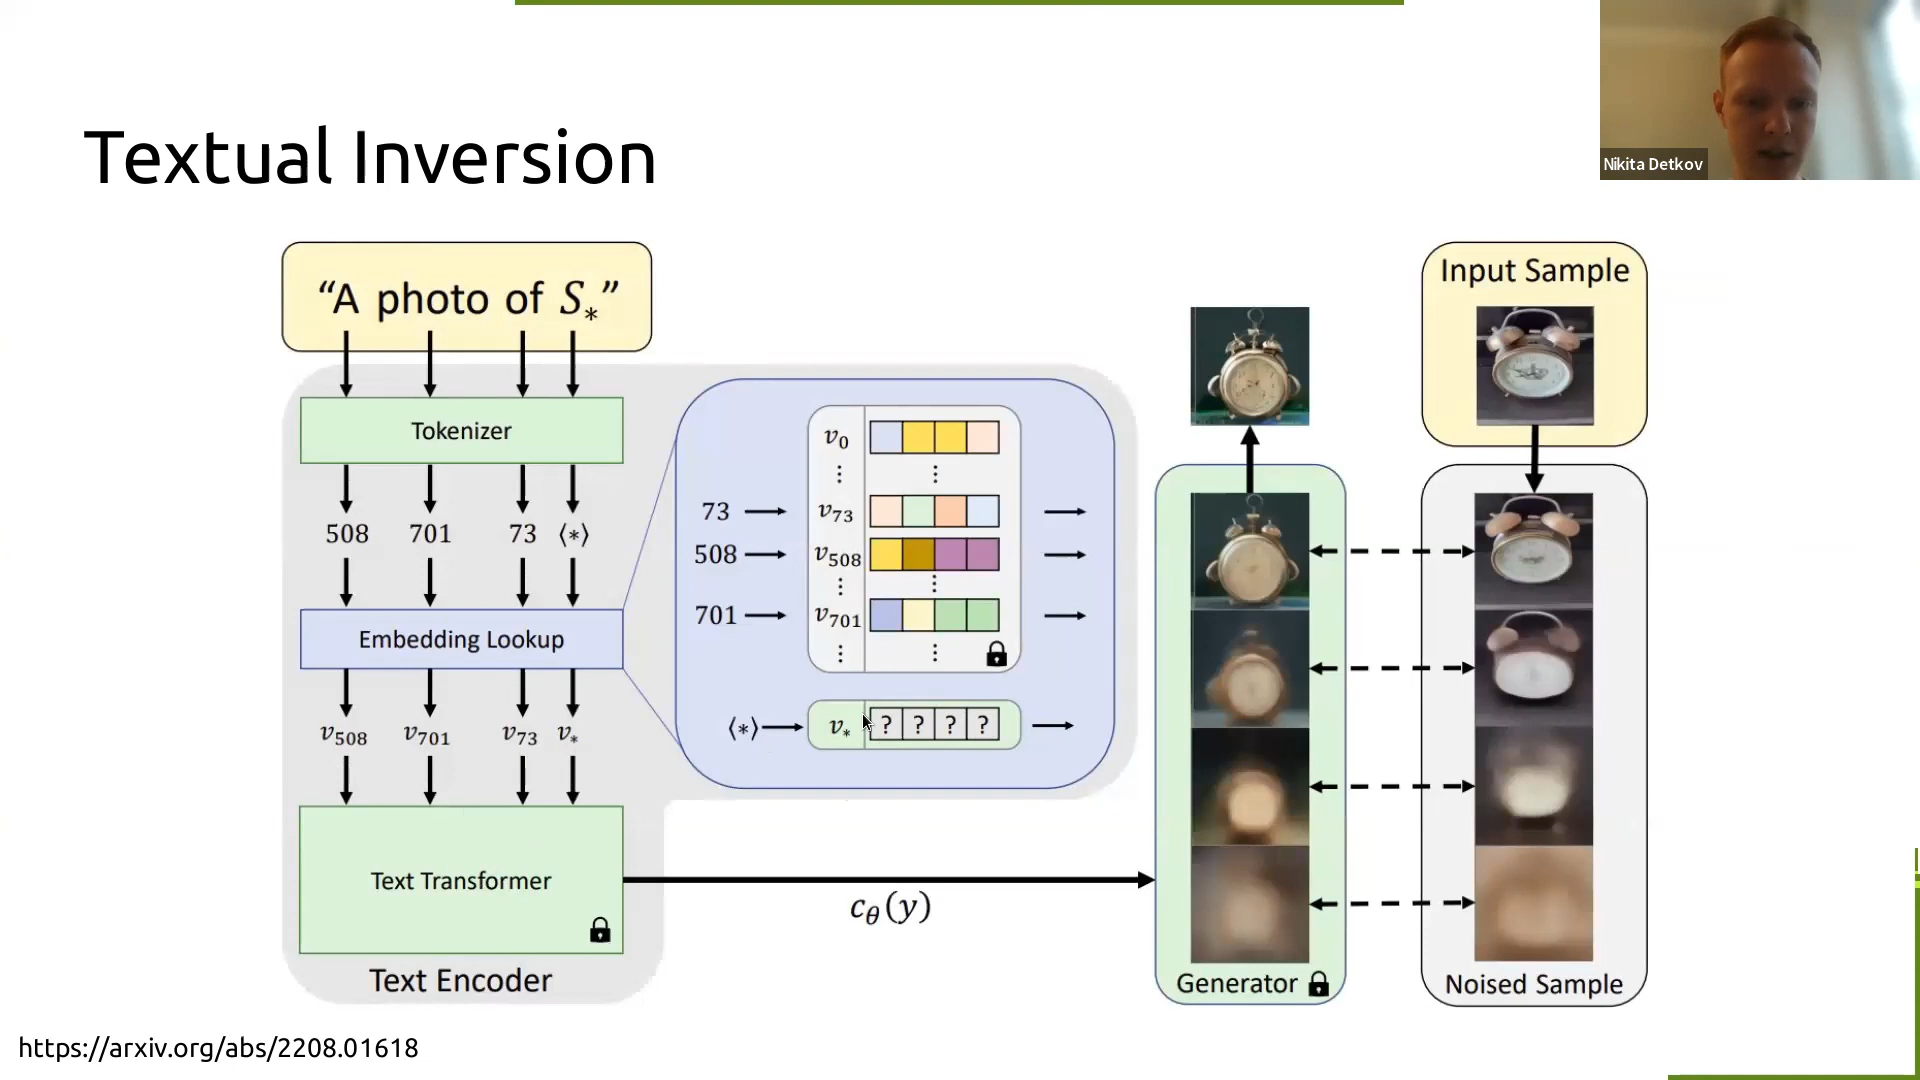 Nikita Detkov
Textual Inversion
“A photo of S*”
Input Sample
Tokenizer
508 701 73 ⟨*⟩
Embedding Lookup
v508 v701 v73 v*
Text Transformer
Text Encoder
v0
⋮ ⋮
73 v73
508 v508
⋮ ⋮
701 v701
⋮ ⋮
⟨*⟩ v* ? ? ? ?
cθ(y)
Generator
Noised Sample
https://arxiv.org/abs/2208.01618